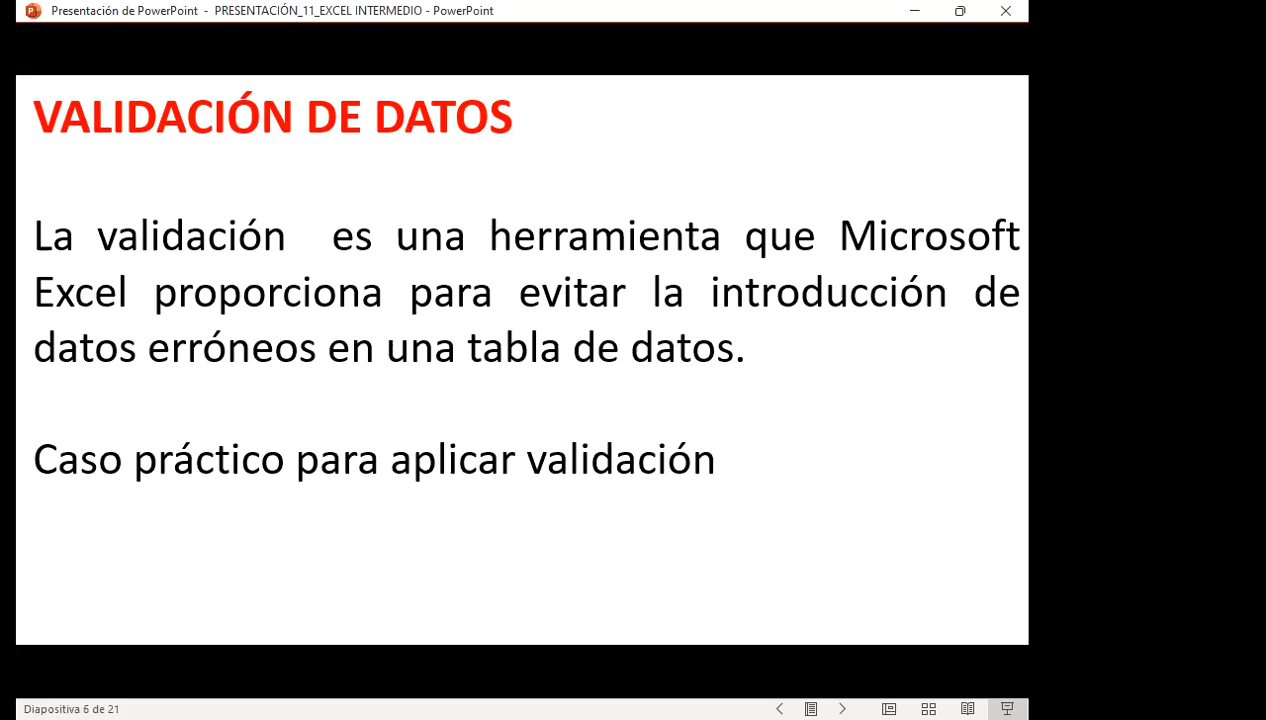 Presentación de PowerPoint - PRESENTACIÓN_11_EXCEL INTERMEDIO - PowerPoint
VALIDACIÓN DE DATOS
La validación es una herramienta que Microsoft
Excel proporciona para evitar la introducción de
datos erróneos en una tabla de datos.
Caso práctico para aplicar validación
Diapositiva 6 de 21